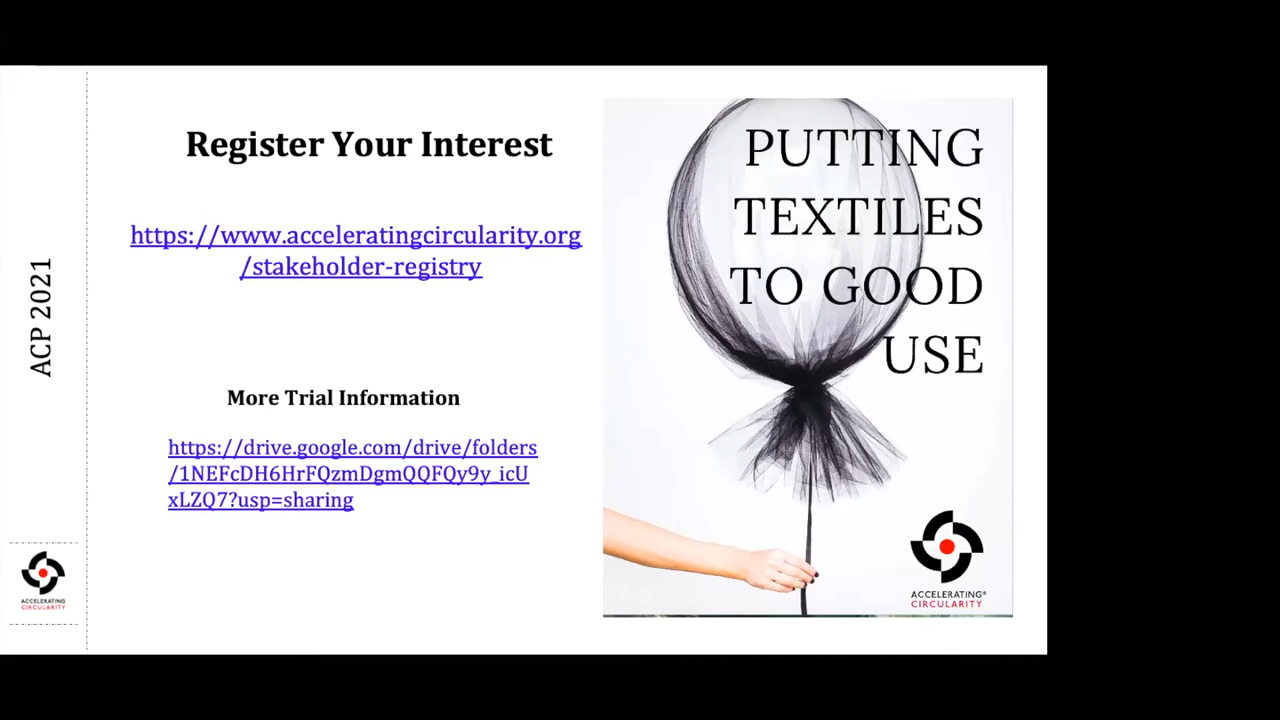 ACP 2021
ACCELERATING
CIRCULARITY
Register Your Interest
https://www.acceleratingcircularity.org
/stakeholder-registry
More Trial Information
https://drive.google.com/drive/folders
/1NEFcDH6HrFQzmDgmQQFQy9y_icU
xLZQ7?usp=sharing
PUTTING
TEXTILES
TO GOOD
USE
ACCELERATING®
CIRCULARITY